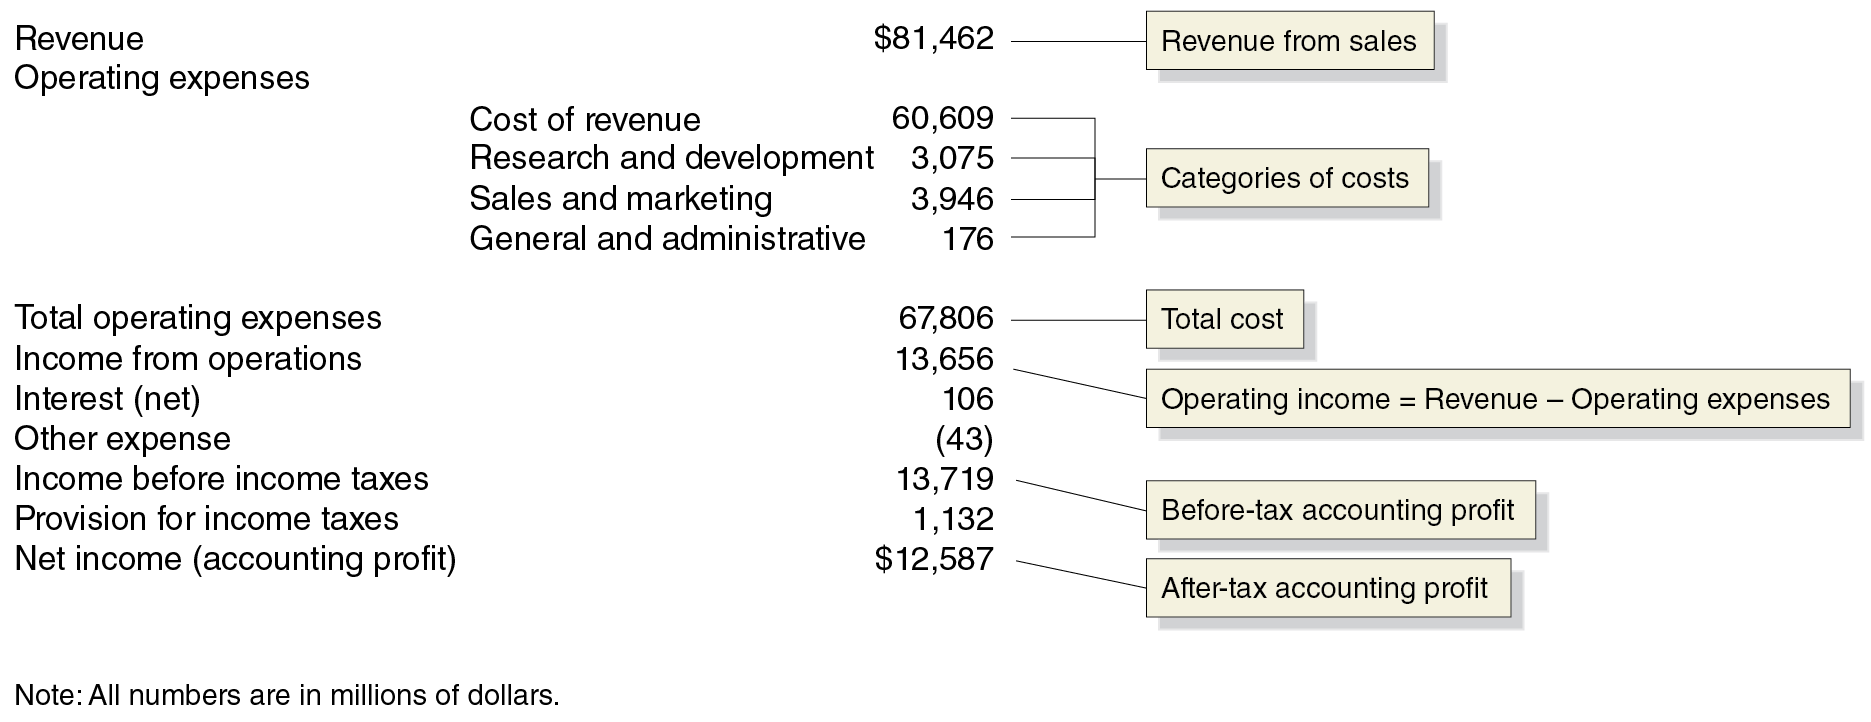 Revenue $81,462 Revenue from sales
Operating expenses
Cost of revenue 60,609
Research and development 3,075
Categories of costs
Sales and marketing 3,946
General and administrative 176
Total operating expenses 67,806 Total cost
Income from operations 13,656
Interest (net) 106 Operating income = Revenue – Operating expenses
Other expense (43)
Income before income taxes 13,719
Before-tax accounting profit
Provision for income taxes 1,132
Net income (accounting profit) $12,587
After-tax accounting profit
Note: All numbers are in millions of dollars.